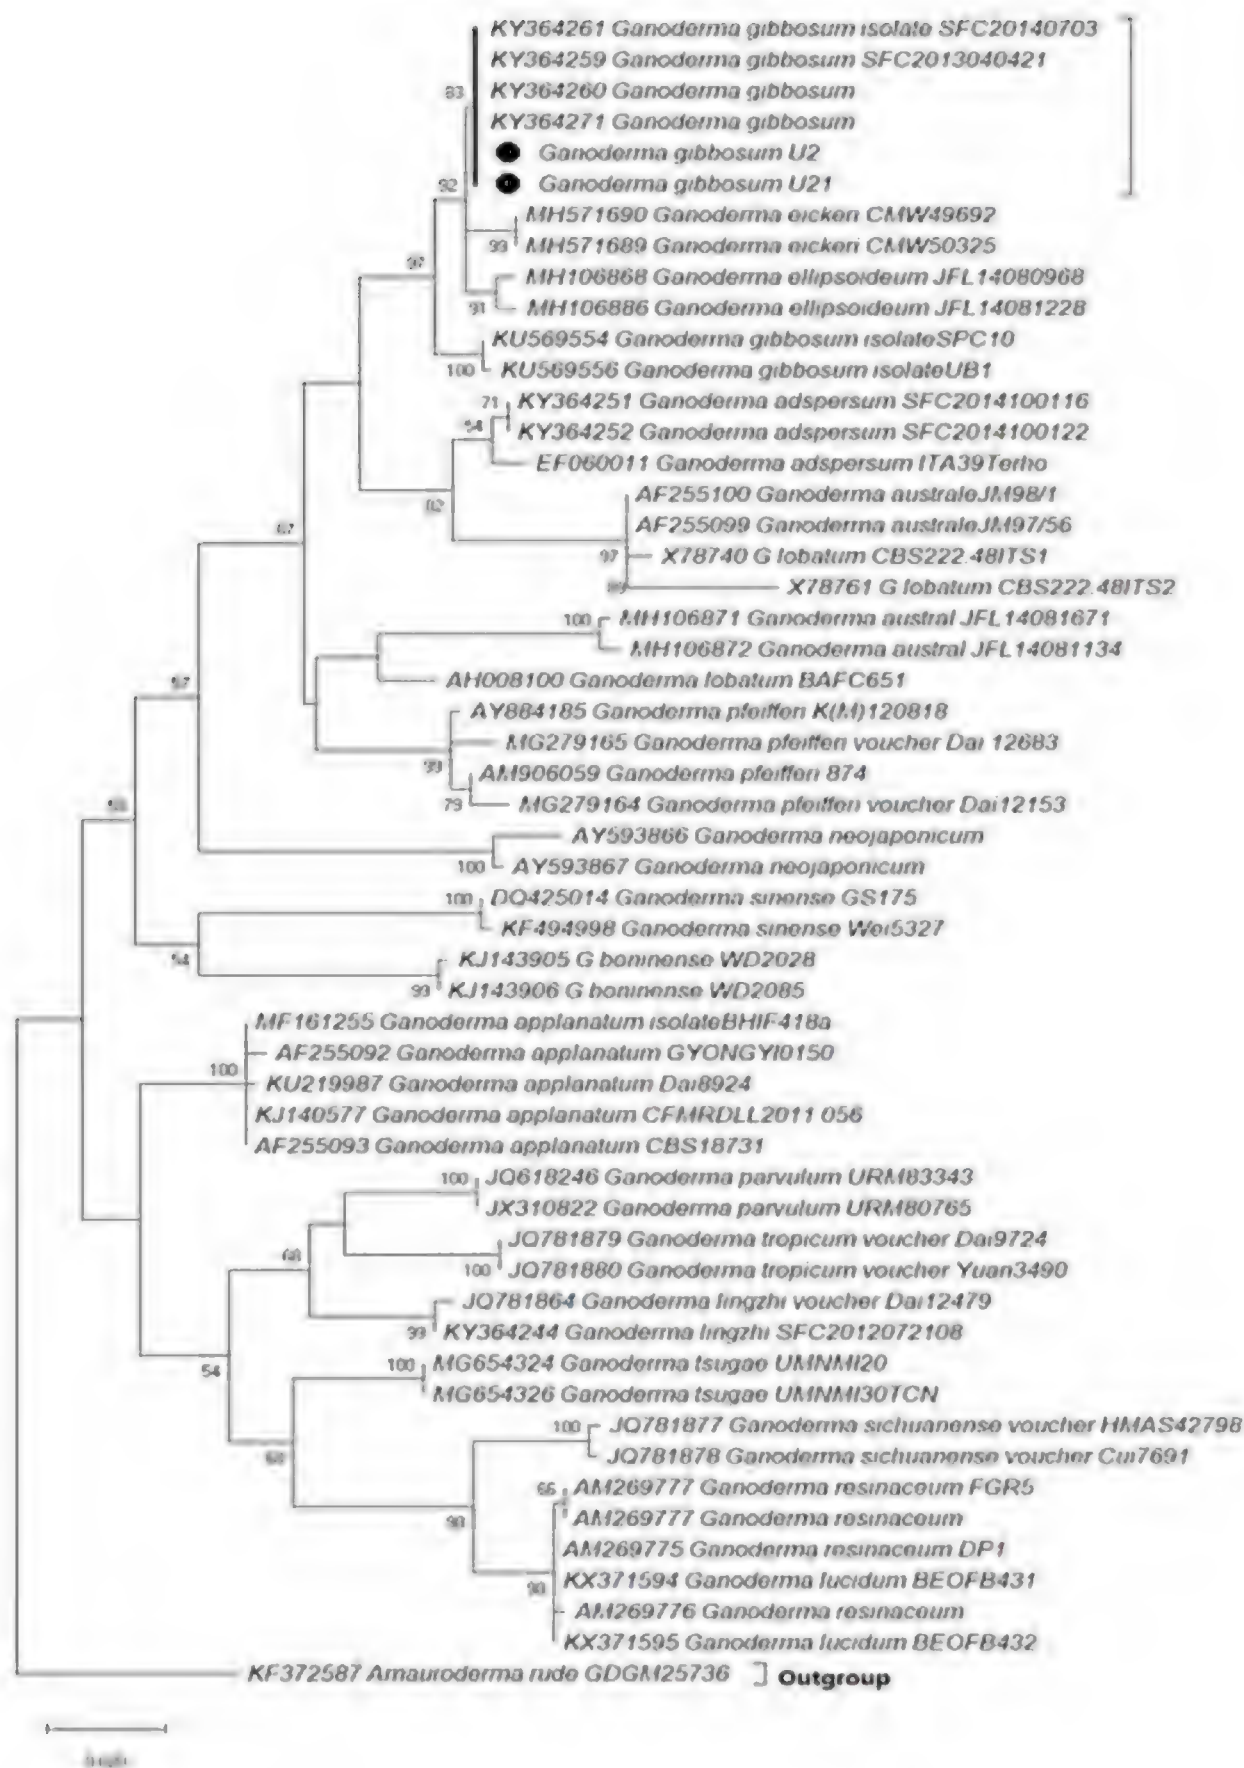 KY364261 Ganoderma gibbosum isolate SFC20140703
KY364259 Ganoderma gibbosum SFC2013040421
83
KY364260 Ganoderma gibbosum
KY364271 Ganoderma gibbosum
Ganoderma gibbosum U2
92
Ganoderma gibbosum U21
MH571690 Ganoderma eickeri CMW49692
99
MH571689 Ganoderma eickeri CMW50325
97
MH106868 Ganoderma ellipsoideum JFL14080968
91
MH106886 Ganoderma ellipsoideum JFL14081228
KU569554 Ganoderma gibbosum isolateSPC10
100
KU569556 Ganoderma gibbosum isolateUB1
71
KY364251 Ganoderma adspersum SFC2014100116
54
KY364252 Ganoderma adspersum SFC2014100122
EF060011 Ganoderma adspersum ITA39Terho
AF255100 Ganoderma australeJM98/1
82
AF255099 Ganoderma australeJM97/56
67
97
X78740 G lobatum CBS222.48ITS1
X78761 G lobatum CBS222.48ITS2
100
MH106871 Ganoderma austral JFL14081671
MH106872 Ganoderma austral JFL14081134
AH008100 Ganoderma lobatum BAFC651
AY884185 Ganoderma pfeifferi K(M)120818
MG279165 Ganoderma pfeifferi voucher Dai 12683
99
AM906059 Ganoderma pfeifferi 874
79
MG279164 Ganoderma pfeifferi voucher Dai12153
AY593866 Ganoderma neojaponicum
100
AY593867 Ganoderma neojaponicum
100
DQ425014 Ganoderma sinense GS175
KF494998 Ganoderma sinense Wei5327
54
KJ143905 G boninense WD2028
99
KJ143906 G boninense WD2085
MF161255 Ganoderma applanatum isolateBHIF418a
AF255092 Ganoderma applanatum GYONGYI0150
100
KU219987 Ganoderma applanatum Dai8924
KJ140577 Ganoderma applanatum CFMRDLL2011 056
AF255093 Ganoderma applanatum CBS18731
100
JQ618246 Ganoderma parvulum URM83343
JX310822 Ganoderma parvulum URM80765
68
JQ781879 Ganoderma tropicum voucher Dai9724
100
JQ781880 Ganoderma tropicum voucher Yuan3490
JQ781864 Ganoderma lingzhi voucher Dai12479
99
KY364244 Ganoderma lingzhi SFC2012072108
54
100
MG654324 Ganoderma tsugae UMNMI20
MG654326 Ganoderma tsugae UMNMI30TCN
100
JQ781877 Ganoderma sichuanense voucher HMAS42798
JQ781878 Ganoderma sichuanense voucher Cui7691
66
AM269777 Ganoderma resinaceum FGR5
AM269777 Ganoderma resinaceum
AM269775 Ganoderma resinaceum DP1
KX371594 Ganoderma lucidum BEOFB431
AM269776 Ganoderma resinaceum
KX371595 Ganoderma lucidum BEOFB432
KF372587 Amauroderma rude GDGM25736
Outgroup